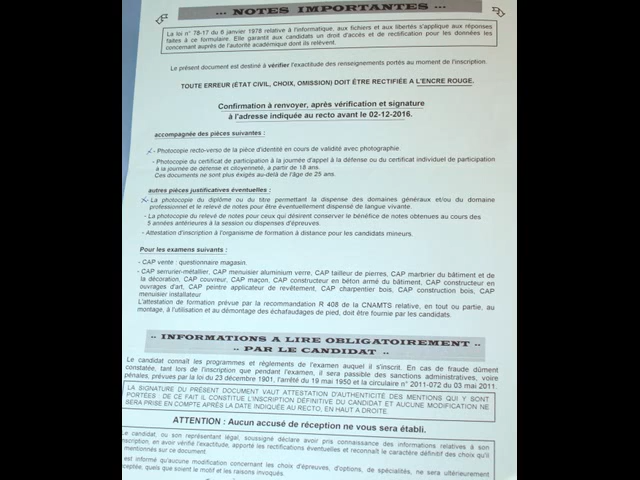 -- NOTES IMPORTANTES --
La loi n° 78-17 du 6 janvier 1978 relative à l'informatique, aux fichiers et aux libertés s'applique aux réponses
faites à ce formulaire. Elle garantit aux candidats un droit d'accès et de rectification pour les données les
concernant auprès de l'autorité académique dont ils relèvent.
Le présent document est destiné à vérifier l'exactitude des renseignements portés au moment de l'inscription.
TOUTE ERREUR (ÉTAT CIVIL, CHOIX, OMISSION) DOIT ÊTRE RECTIFIÉE A L'ENCRE ROUGE.
Confirmation à renvoyer, après vérification et signature
à l'adresse indiquée au recto avant le 02-12-2016.
accompagnée des pièces suivantes :
- Photocopie recto-verso de la pièce d'identité en cours de validité avec photographie.
- Photocopie du certificat de participation à la journée d'appel à la défense ou du certificat individuel de participation
à la journée de défense et citoyenneté, à partir de 18 ans.
Ces documents ne sont plus exigés au-delà de l'âge de 25 ans.
autres pièces justificatives éventuelles :
- La photocopie du diplôme ou du titre permettant la dispense des domaines généraux et/ou du domaine
professionnel et le relevé de notes pour être éventuellement dispensé de langue vivante.
- La photocopie du relevé de notes pour ceux qui désirent conserver le bénéfice de notes obtenues au cours des
5 années antérieures à la session ou dispenses d'épreuves.
- Attestation d'inscription à l'organisme de formation à distance pour les candidats mineurs.
Pour les examens suivants :
- CAP vente : questionnaire magasin.
- CAP serrurier-métallier, CAP menuisier aluminium verre, CAP tailleur de pierres, CAP marbrier du bâtiment et de
la décoration, CAP couvreur, CAP maçon, CAP constructeur en béton armé du bâtiment, CAP constructeur en
ouvrages d'art, CAP peintre applicateur de revêtement, CAP charpentier bois, CAP construction bois, CAP
menuisier installateur
L'attestation de formation prévue par la recommandation R 408 de la CNAMTS relative, en tout ou partie, au
montage, à l'utilisation et au démontage des échafaudages de pied, doit être fournie par les candidats.
-- INFORMATIONS A LIRE OBLIGATOIREMENT --
-- PAR LE CANDIDAT --
Le candidat connaît les programmes et règlements de l'examen auquel il s'inscrit. En cas de fraude dûment
constatée, tant lors de l'inscription que pendant l'examen, il sera passible des sanctions administratives, voire
pénales, prévues par la loi du 23 décembre 1901, l'arrêté du 19 mai 1950 et la circulaire n° 2011-072 du 03 mai 2011.
LA SIGNATURE DU PRÉSENT DOCUMENT VAUT ATTESTATION D'AUTHENTICITÉ DES MENTIONS QUI Y SONT
PORTÉES : DE CE FAIT IL CONSTITUE L'INSCRIPTION DÉFINITIVE DU CANDIDAT ET AUCUNE MODIFICATION NE
SERA PRISE EN COMPTE APRÈS LA DATE INDIQUÉE AU RECTO, EN HAUT A DROITE.
ATTENTION : Aucun accusé de réception ne vous sera établi.
Le candidat, ou son représentant légal, soussigné déclare avoir pris connaissance des informations relatives à son
inscription, en avoir vérifié l'exactitude, apporté les rectifications éventuelles et reconnaît le caractère définitif des choix qu'il
mentionnés sur ce document.
est informé qu'aucune modification concernant les choix d'épreuves, d'options, de spécialités, ne sera ultérieurement
ceptée, quels que soient le motif et les raisons invoqués.